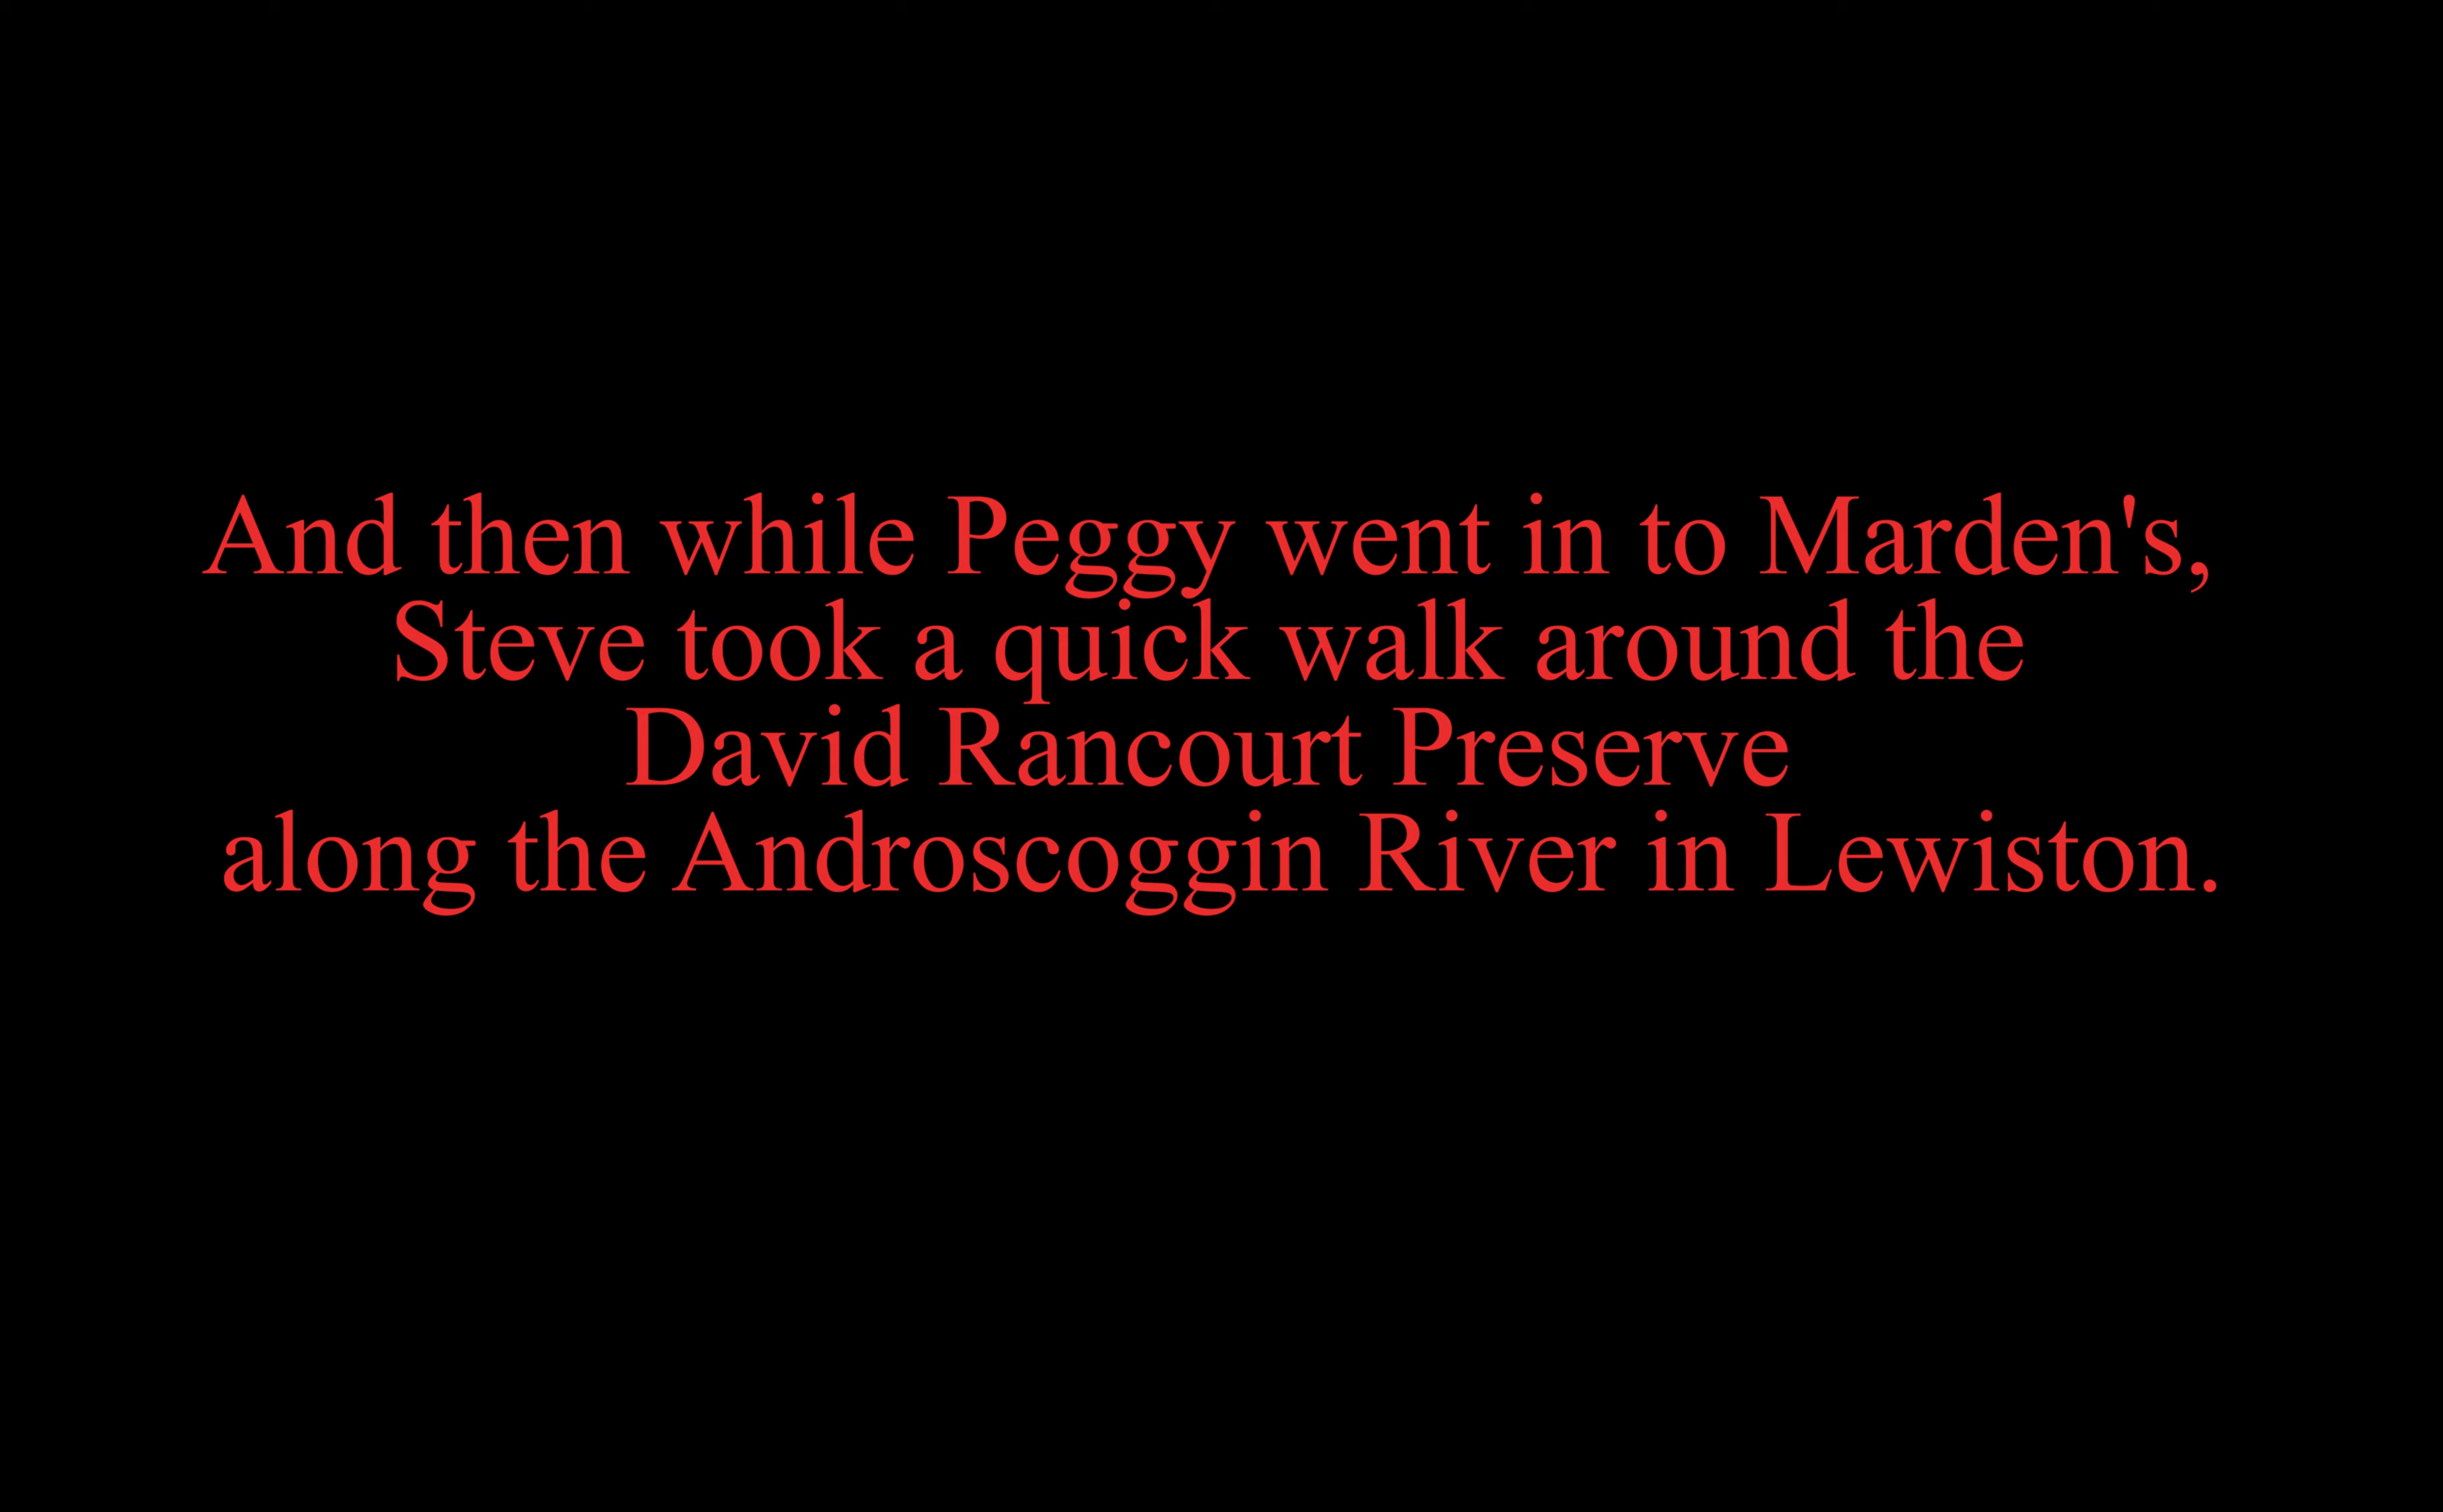 And then while Peggy went in to Marden's,
Steve took a quick walk around the
David Rancourt Preserve
along the Androscoggin River in Lewiston.